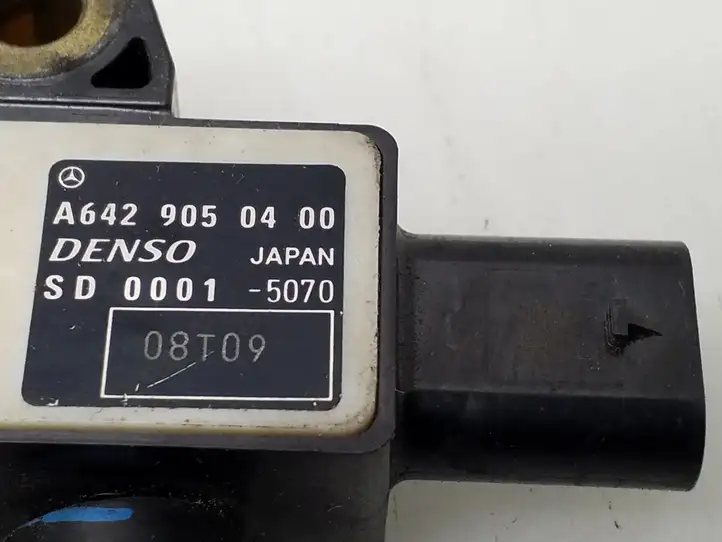 A642 905 04 00
DENSO JAPAN
SD 0001-5070
08T09